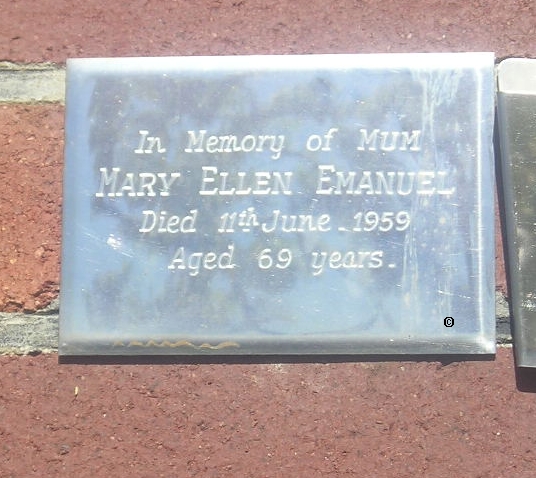 In Memory of MUM
MARY ELLEN EMANUEL
Died 11th June. 1959
Aged 69 years.
©